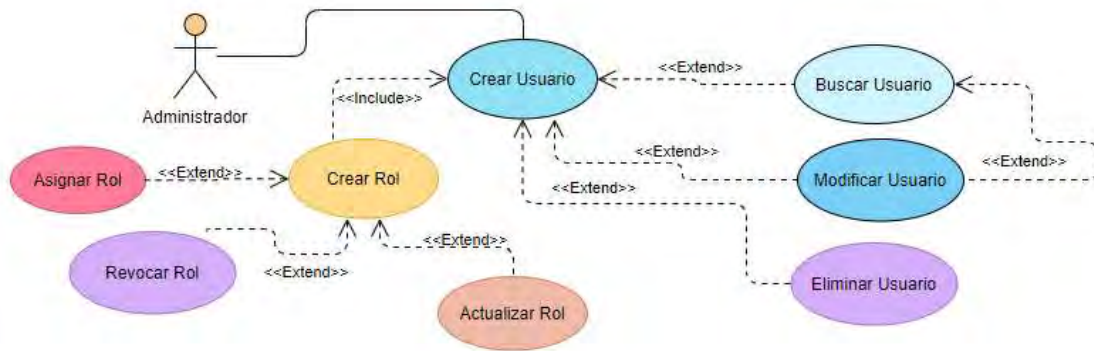 Administrador
Crear Usuario
<<Extend>>
Buscar Usuario
<<Include>>
<<Extend>>
<<Extend>>
Asignar Rol
<<Extend>>
Crear Rol
<<Extend>>
Modificar Usuario
Revocar Rol
<<Extend>>
<<Extend>>
Eliminar Usuario
Actualizar Rol